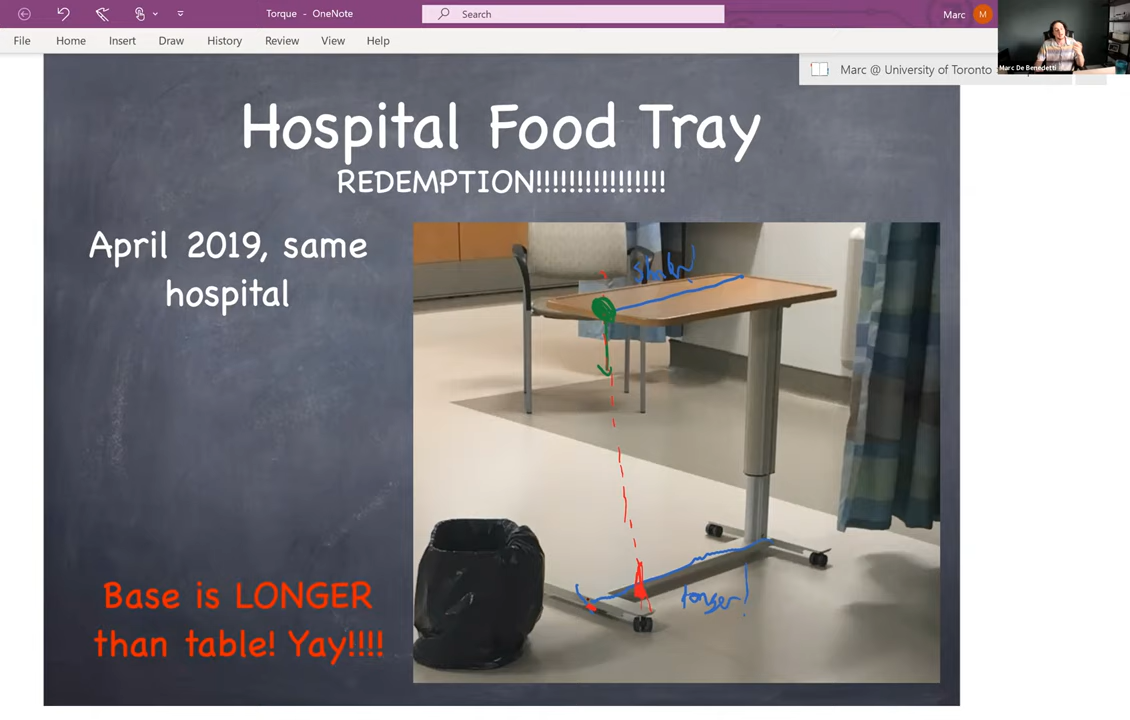 Torque - OneNote
Search
Marc
M
File Home Insert Draw History Review View Help
Marc De Benedetti
Marc @ University of Toronto
Hospital Food Tray
REDEMPTION!!!!!!!!!!!!!!!!
April 2019, same
hospital
longer!
Base is LONGER
than table! Yay!!!!